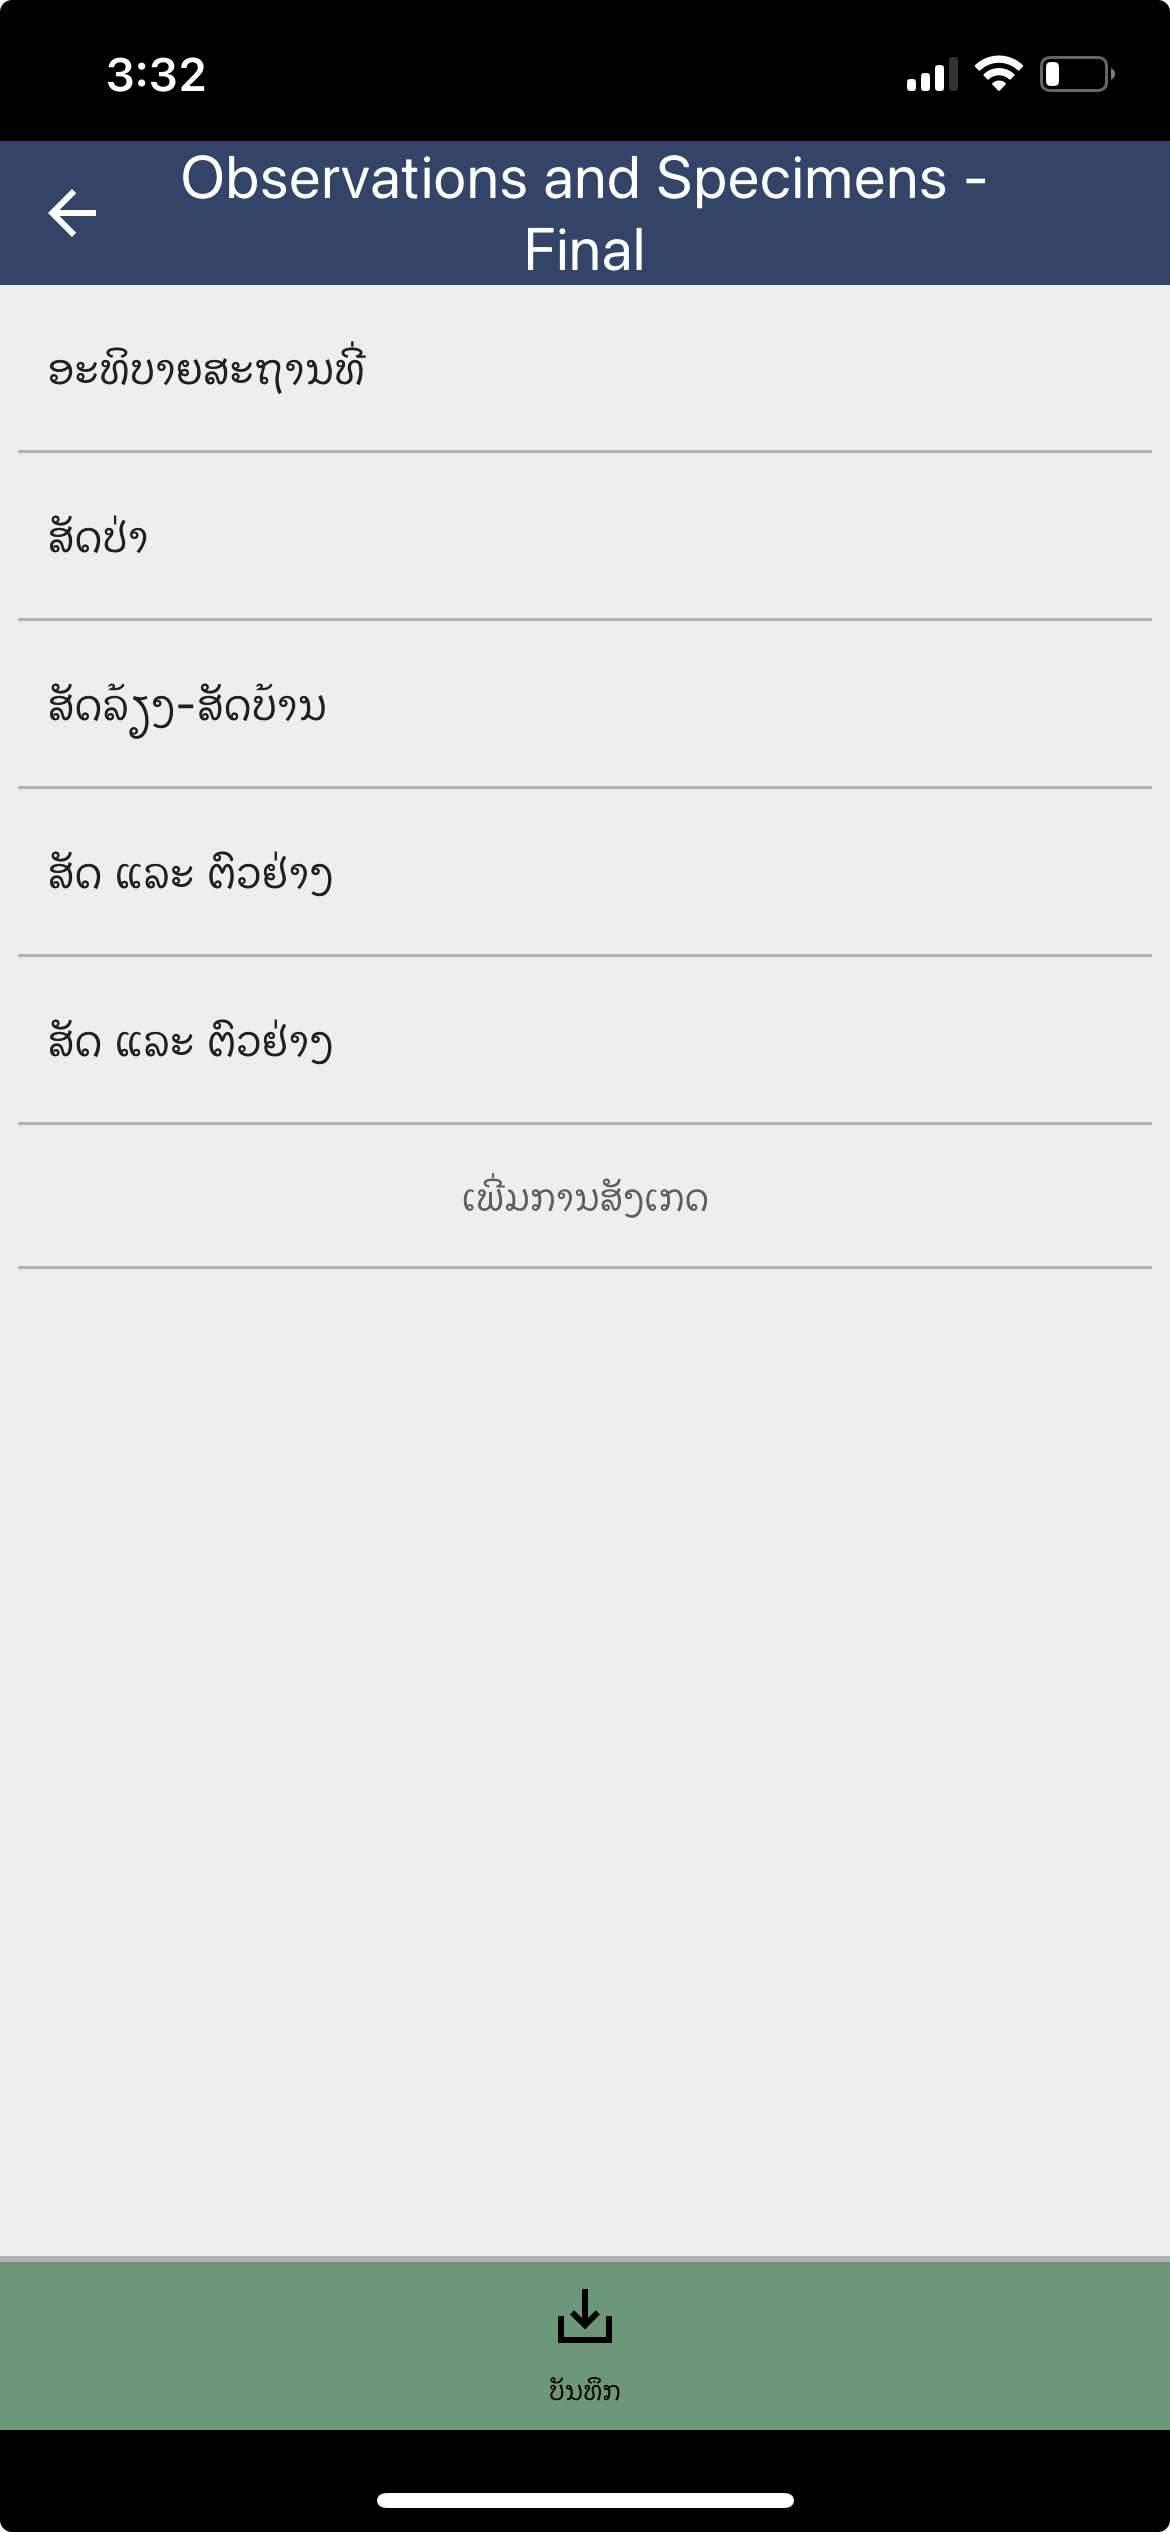 3:32
Observations and Specimens -
Final
ອະທິບາຍສະຖານທີ່
ສັດປ່າ
ສັດລ້ຽງ-ສັດບ້ານ
ສັດ ແລະ ຕົວຢ່າງ
ສັດ ແລະ ຕົວຢ່າງ
ເພີ່ມການສັງເກດ
ບັນທຶກ